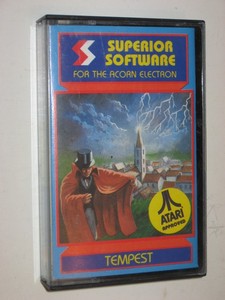 SUPERIOR
SOFTWARE
FOR THE ACORN ELECTRON
ATARI
APPROVED
TEMPEST